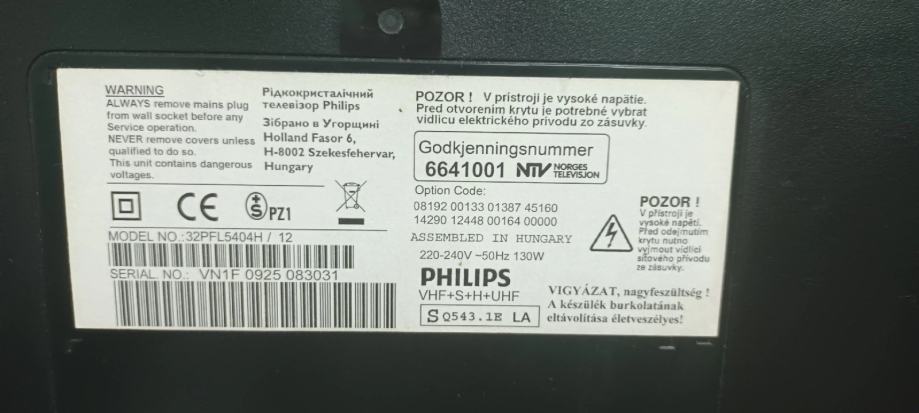 WARNING
ALWAYS remove mains plug
from wall socket before any
Service operation.
NEVER remove covers unless
qualified to do so.
This unit contains dangerous
voltages.
Рідкокристалічний
телевізор Philips
Зібрано в Угорщині
Holland Fasor 6,
H-8002 Szekesfehervar,
Hungary
CE
S PZ1
MODEL NO.:32PFL5404H / 12
SERIAL NO.: VN1F 0925 083031
POZOR ! V prístroji je vysoké napätie.
Pred otvorením krytu je potrebné vybrat
vidlicu elektrického prívodu zo zásuvky.
Godkjenningsnummer
6641001 NTV NORGES
TELEVISJON
Option Code:
08192 00133 01387 45160
14290 12448 00164 00000
ASSEMBLED IN HUNGARY
220-240V ~50Hz 130W
PHILIPS
VHF+S+H+UHF
S Q543.1E LA
POZOR !
V přístroji je
vysoké napětí.
Před odejmutím
krytu nutno
vyjmout vidlici
síťového přívodu
ze zásuvky.
VIGYÁZAT, nagyfeszültség !
A készülék burkolatának
eltávolítása életveszélyes!